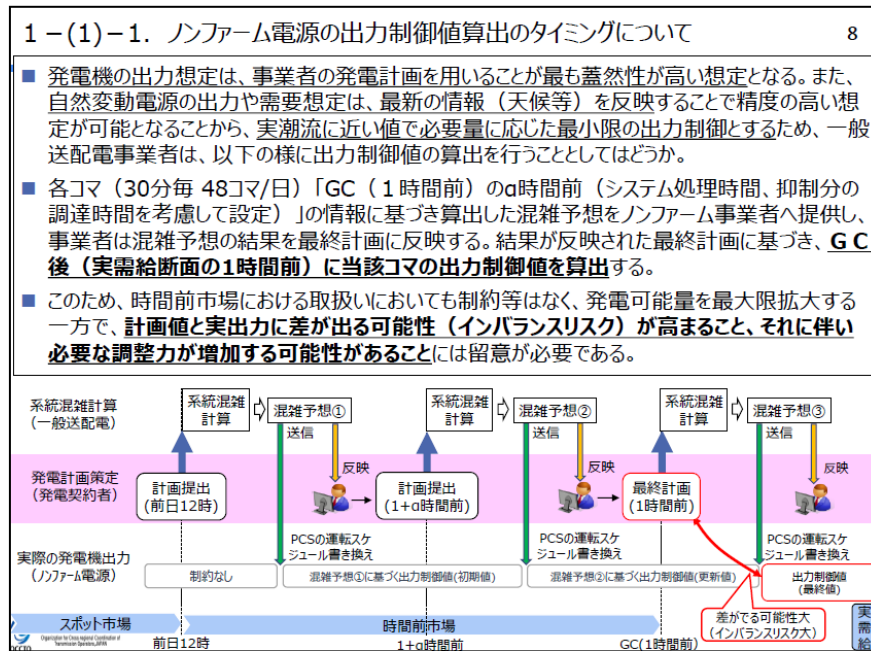 1－(1)－1．ノンファーム電源の出力制御値算出のタイミングについて
8
■ 発電機の出力想定は、事業者の発電計画を用いることが最も蓋然性が高い想定となる。また、
自然変動電源の出力や需要想定は、最新の情報（天候等）を反映することで精度の高い想
定が可能となることから、実潮流に近い値で必要量に応じた最小限の出力制御とするため、一般
送配電事業者は、以下の様に出力制御値の算出を行うこととしてはどうか。
■ 各コマ（30分毎 48コマ/日）「GC（１時間前）のα時間前（システム処理時間、抑制分の
調達時間を考慮して設定）」の情報に基づき算出した混雑予想をノンファーム事業者へ提供し、
事業者は混雑予想の結果を最終計画に反映する。結果が反映された最終計画に基づき、ＧＣ
後（実需給断面の1時間前）に当該コマの出力制御値を算出する。
■ このため、時間前市場における取扱いにおいても制約等はなく、発電可能量を最大限拡大する
一方で、計画値と実出力に差が出る可能性（インバランスリスク）が高まること、それに伴い
必要な調整力が増加する可能性があることには留意が必要である。
系統混雑計算
（一般送配電）
系統混雑
計算
混雑予想①
系統混雑
計算
混雑予想②
系統混雑
計算
混雑予想③
送信
送信
送信
反映
反映
反映
発電計画策定
（発電契約者）
計画提出
（前日12時）
計画提出
（1+α時間前）
最終計画
（1時間前）
PCSの運転スケ
ジュール書き換え
PCSの運転スケ
ジュール書き換え
PCSの運転スケ
ジュール書き換え
実際の発電機出力
（ノンファーム電源）
制約なし
混雑予想①に基づく出力制御値(初期値)
混雑予想②に基づく出力制御値(更新値)
出力制御値
(最終値)
差がでる可能性大
（インバランスリスク大）
スポット市場
時間前市場
実
需
給
OCCTO
Organization for Cross-regional Coordination of
Transmission Operators, JAPAN
前日12時
1+α時間前
GC(1時間前)